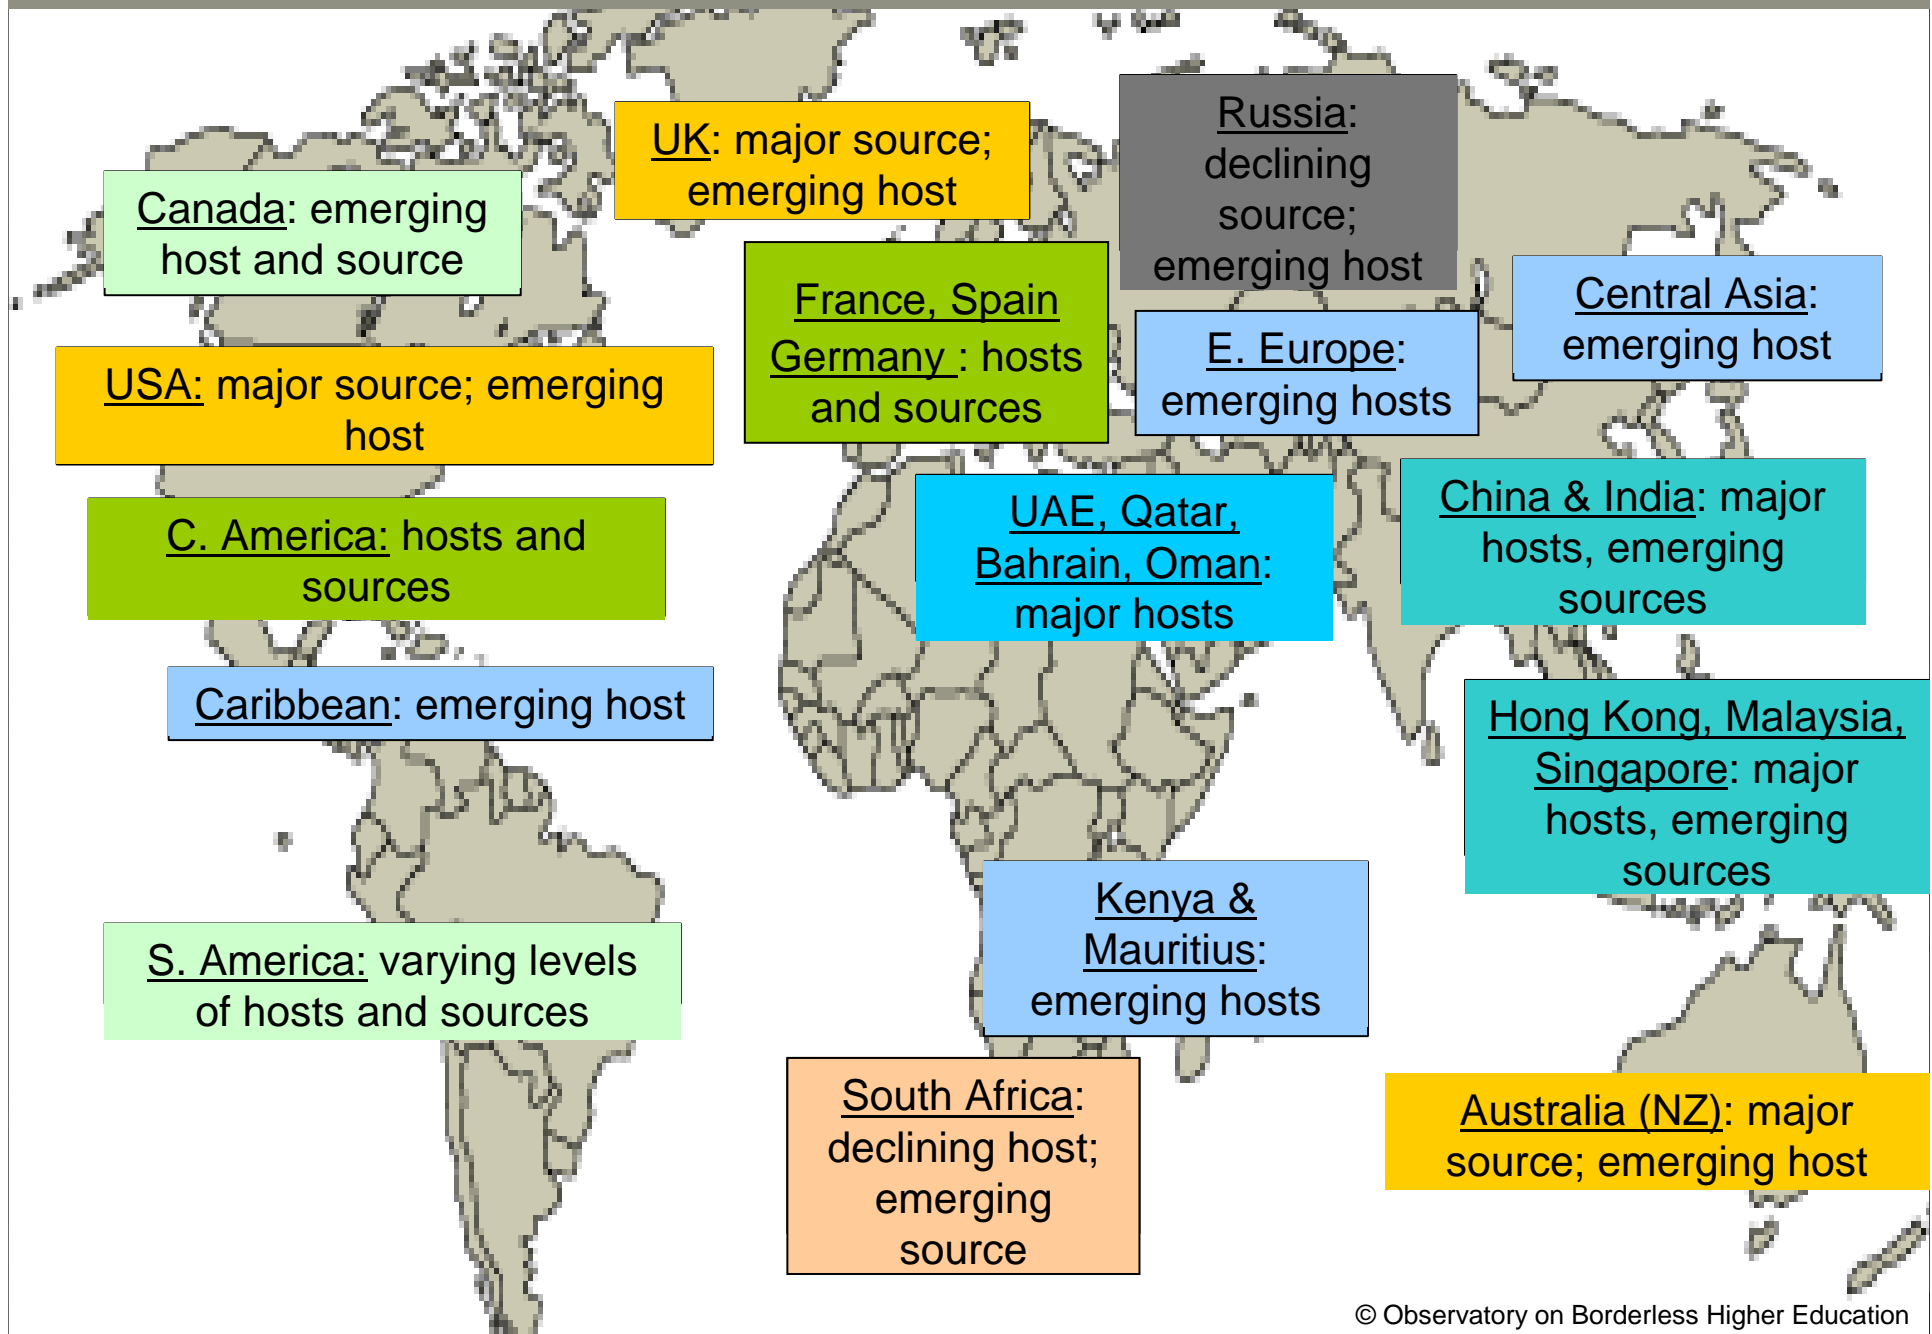 UK: major source;
emerging host
Russia:
declining
source;
emerging host
Canada: emerging
host and source
France, Spain
Germany : hosts
and sources
Central Asia:
emerging host
E. Europe:
emerging hosts
USA: major source; emerging
host
UAE, Qatar,
Bahrain, Oman:
major hosts
China & India: major
hosts, emerging
sources
C. America: hosts and
sources
Caribbean: emerging host
Hong Kong, Malaysia,
Singapore: major
hosts, emerging
sources
Kenya &
Mauritius:
emerging hosts
S. America: varying levels
of hosts and sources
South Africa:
declining host;
emerging
source
Australia (NZ): major
source; emerging host
© Observatory on Borderless Higher Education